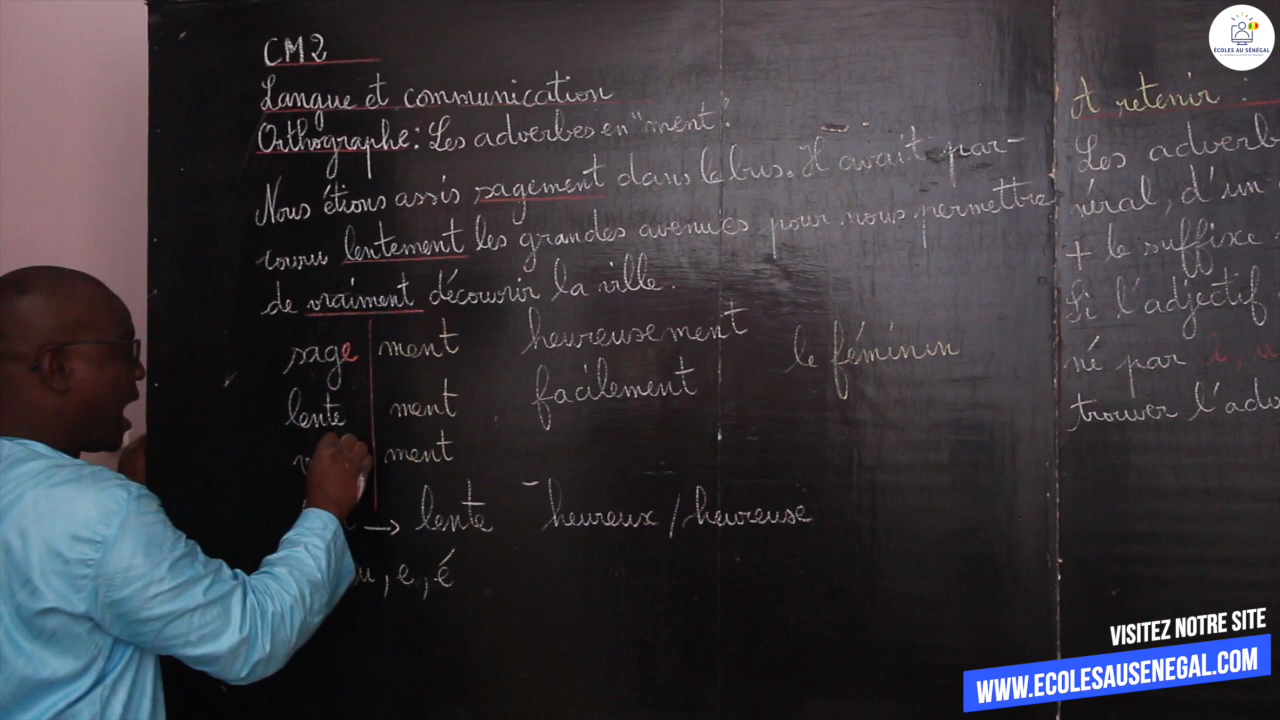 CM2
Langue et communication
Orthographe : Les adverbes en "ment".
Nous étions assis sagement dans le bus. Il avait par-
couru lentement les grandes avenues pour nous permettre
de vraiment découvrir la ville.
sage | ment heureusement le féminin
lente | ment facilement
ment
→ lente - heureux / heureuse
u, e, é
A retenir :
Les adverb
néral, d'un
+ le suffixe
Si l'adjectif
né par i, u
trouver l'adv
ÉCOLES AU SÉNÉGAL
VISITEZ NOTRE SITE
WWW.ECOLESAUSENEGAL.COM